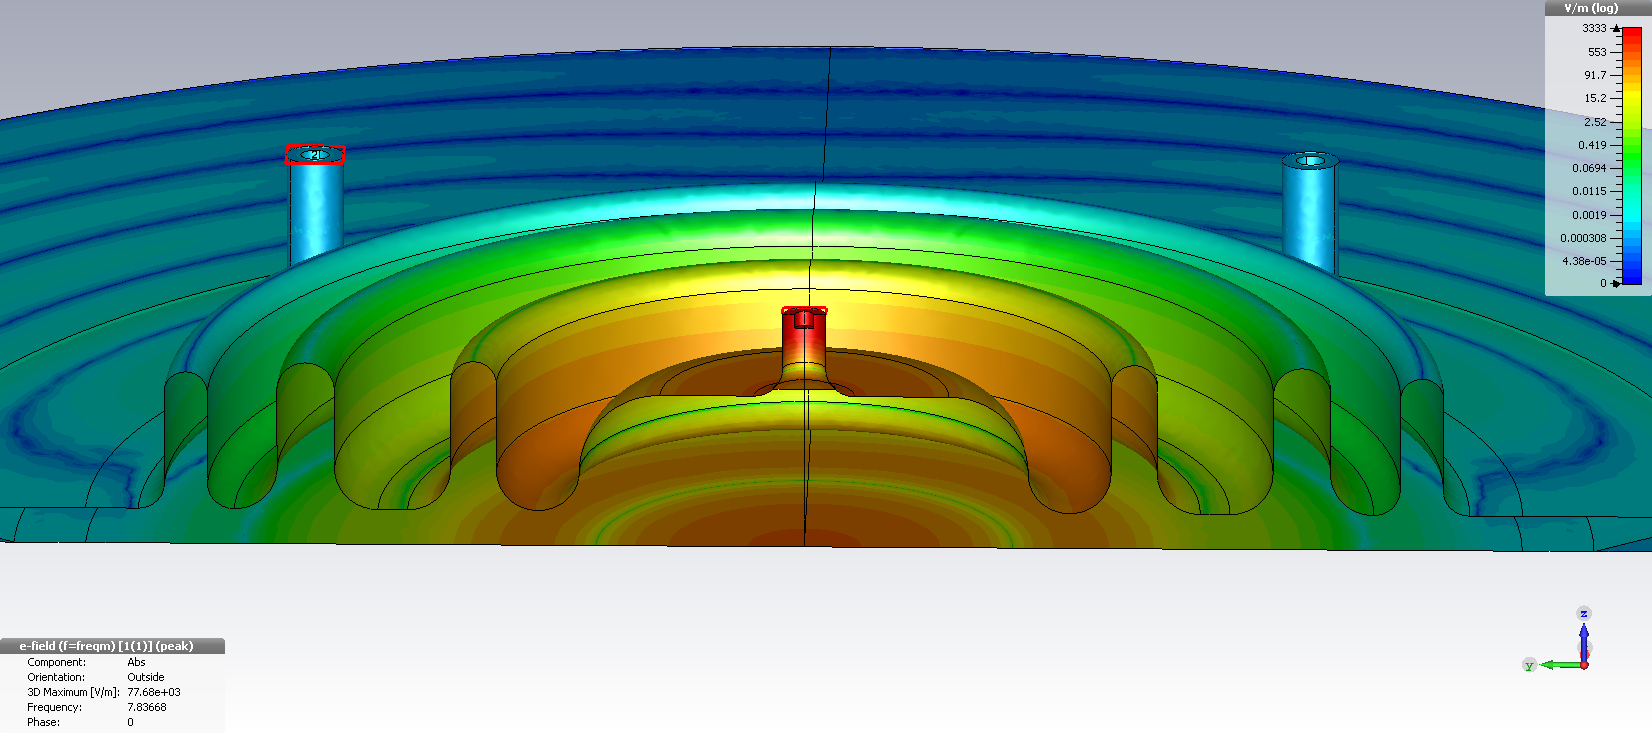 V/m (log)
3333
553
91.7
15.2
2.52
0.419
0.0694
0.0115
0.0019
0.000308
4.38e-05
0
1
z
y
e-field (f=freqm) [1(1)] (peak)
Component: Abs
Orientation: Outside
3D Maximum [V/m]: 77.68e+03
Frequency: 7.83668
Phase: 0